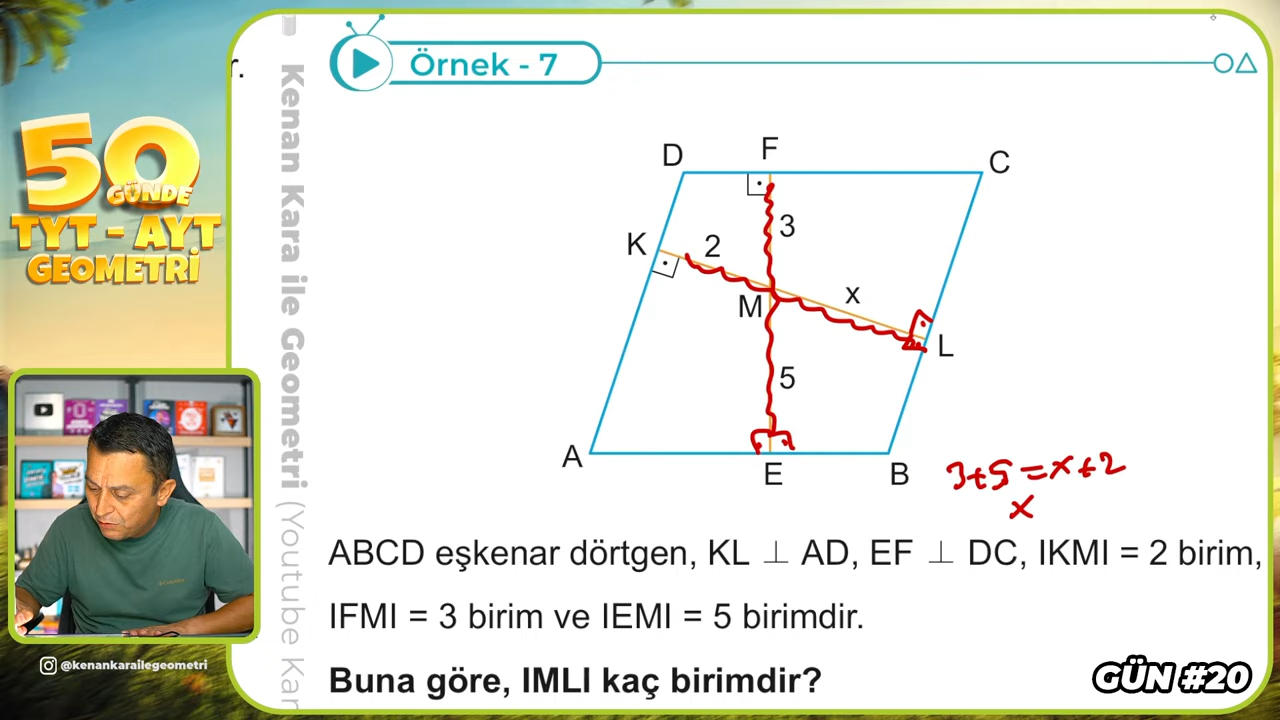 r.
Örnek - 7
50
GÜNDE
TYT - AYT
GEOMETRİ
Kenan Kara ile Geometri (Youtube Kar
D
F
C
3
K
2
M
x
L
5
A
E
B
3+5=x+2
x
ABCD eşkenar dörtgen, KL ⊥ AD, EF ⊥ DC, IKMI = 2 birim,
IFMI = 3 birim ve IEMI = 5 birimdir.
Buna göre, IMLI kaç birimdir?
@kenankarailegeometri
GÜN #20